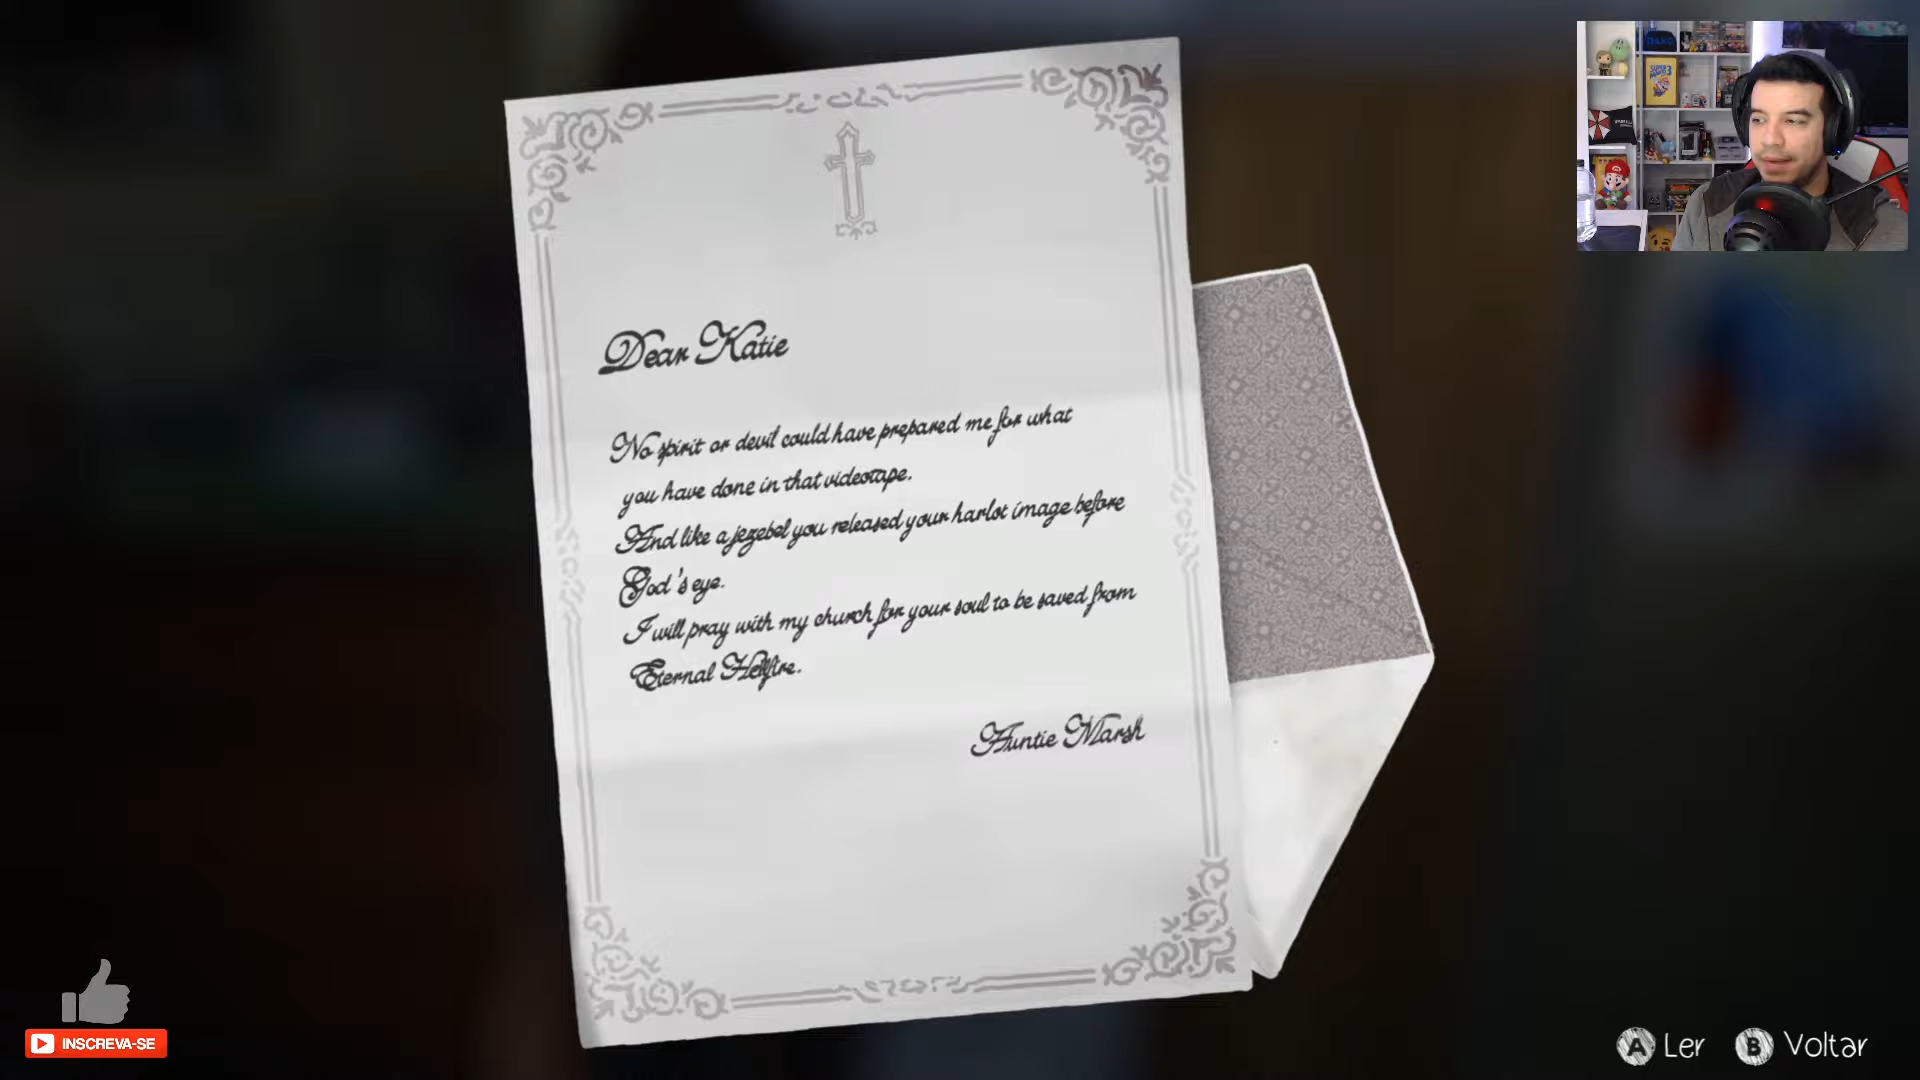 Dear Katie
No spirit or devil could have prepared me for what
you have done in that videotape.
And like a jezebel you released your harlot image before
God's eye.
I will pray with my church for your soul to be saved from
Eternal Hellfire.
Auntie Marsh
INSCREVA-SE
A Ler B Voltar